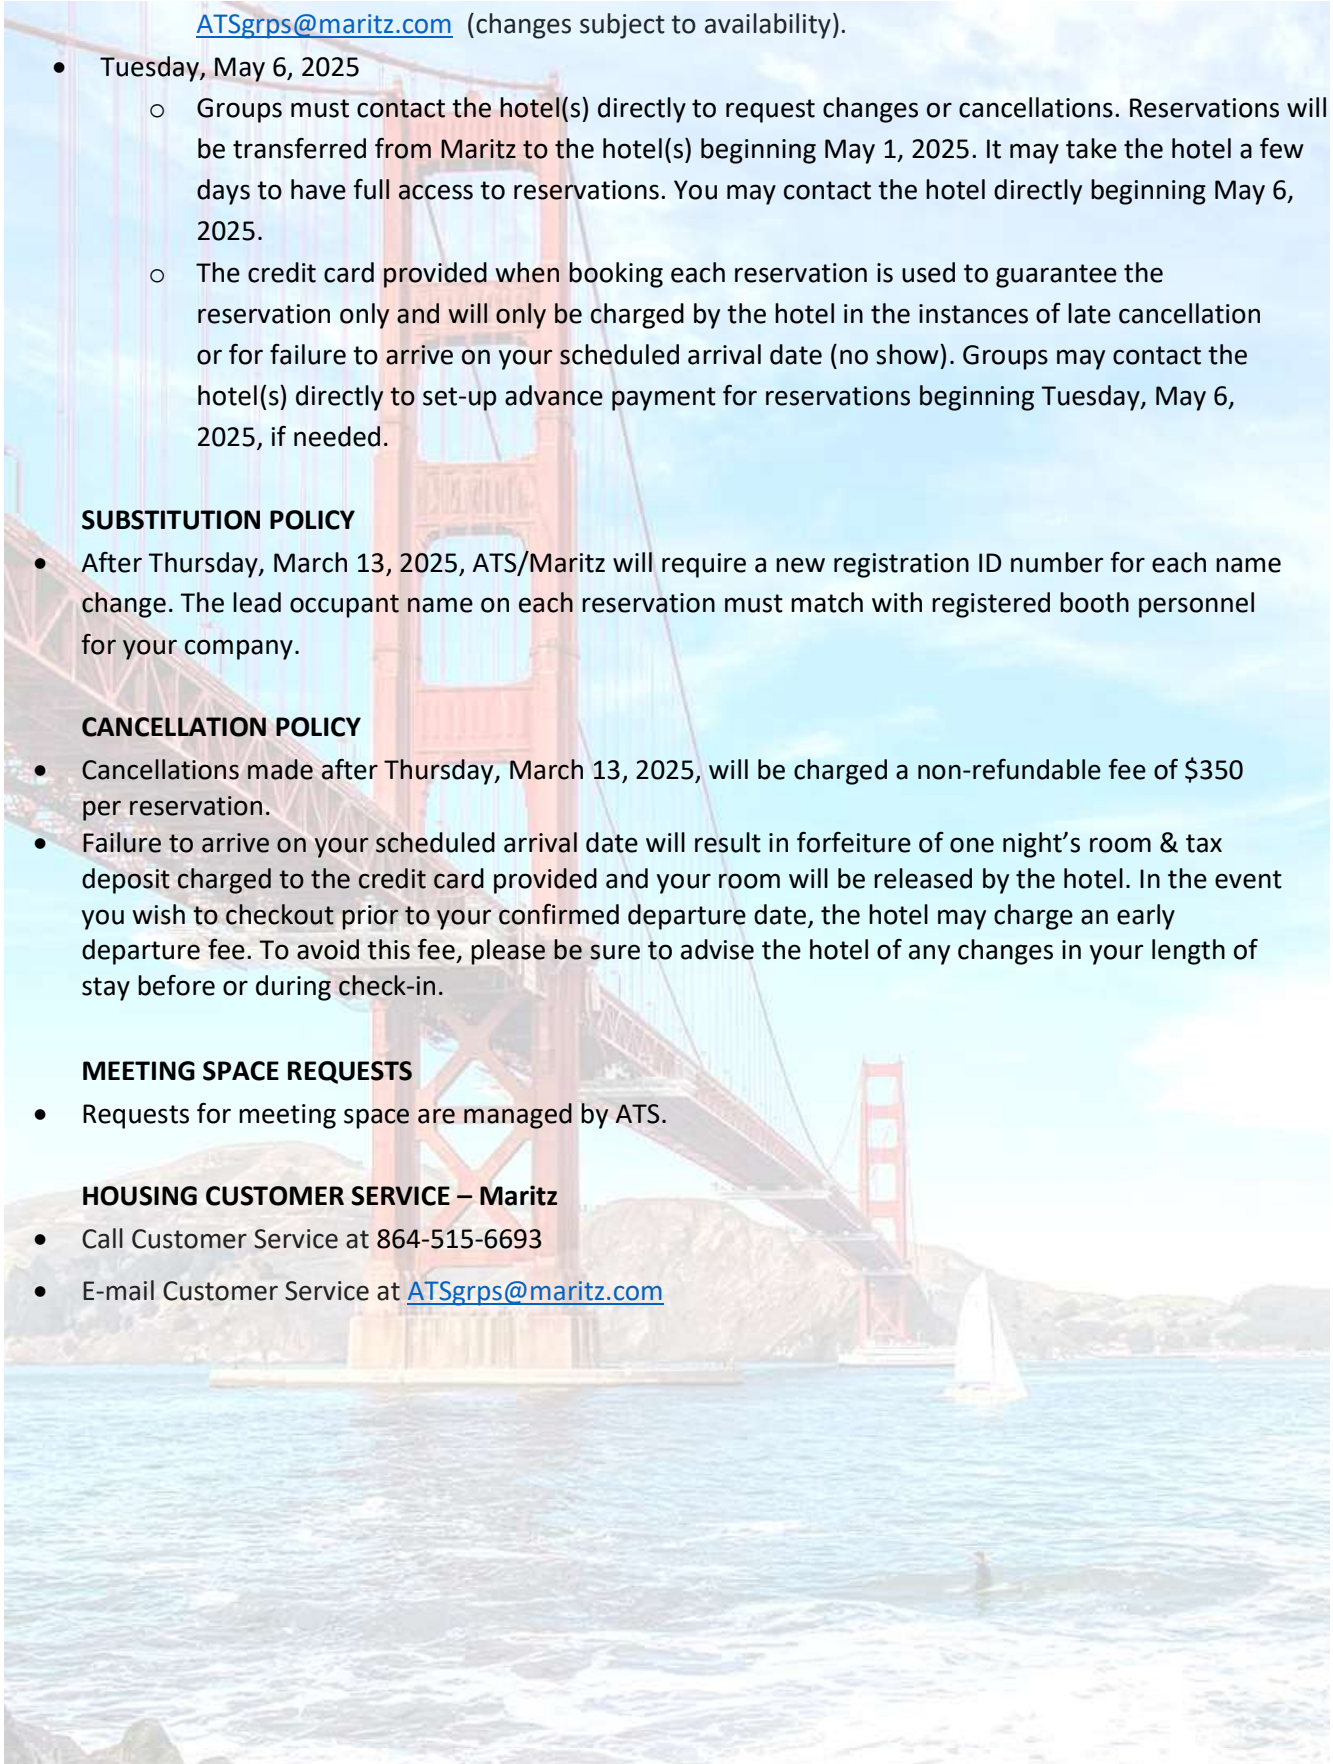 ATSgrps@maritz.com (changes subject to availability).
• Tuesday, May 6, 2025
o Groups must contact the hotel(s) directly to request changes or cancellations. Reservations will
be transferred from Maritz to the hotel(s) beginning May 1, 2025. It may take the hotel a few
days to have full access to reservations. You may contact the hotel directly beginning May 6,
2025.
o The credit card provided when booking each reservation is used to guarantee the
reservation only and will only be charged by the hotel in the instances of late cancellation
or for failure to arrive on your scheduled arrival date (no show). Groups may contact the
hotel(s) directly to set-up advance payment for reservations beginning Tuesday, May 6,
2025, if needed.
SUBSTITUTION POLICY
• After Thursday, March 13, 2025, ATS/Maritz will require a new registration ID number for each name
change. The lead occupant name on each reservation must match with registered booth personnel
for your company.
CANCELLATION POLICY
• Cancellations made after Thursday, March 13, 2025, will be charged a non-refundable fee of $350
per reservation.
• Failure to arrive on your scheduled arrival date will result in forfeiture of one night’s room & tax
deposit charged to the credit card provided and your room will be released by the hotel. In the event
you wish to checkout prior to your confirmed departure date, the hotel may charge an early
departure fee. To avoid this fee, please be sure to advise the hotel of any changes in your length of
stay before or during check-in.
MEETING SPACE REQUESTS
• Requests for meeting space are managed by ATS.
HOUSING CUSTOMER SERVICE – Maritz
• Call Customer Service at 864-515-6693
• E-mail Customer Service at ATSgrps@maritz.com